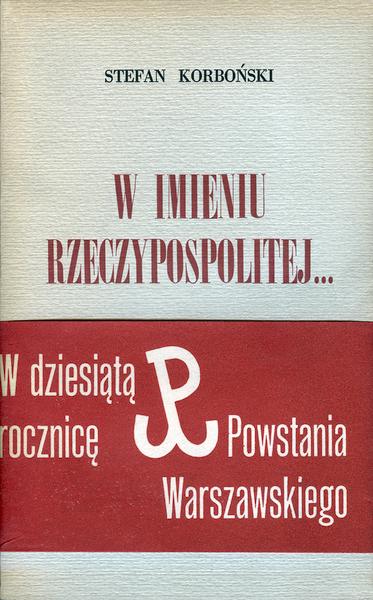 STEFAN KORBOŃSKI
W IMIENIU
RZECZYPOSPOLITEJ...
W dziesiątą
rocznicę
Powstania
Warszawskiego